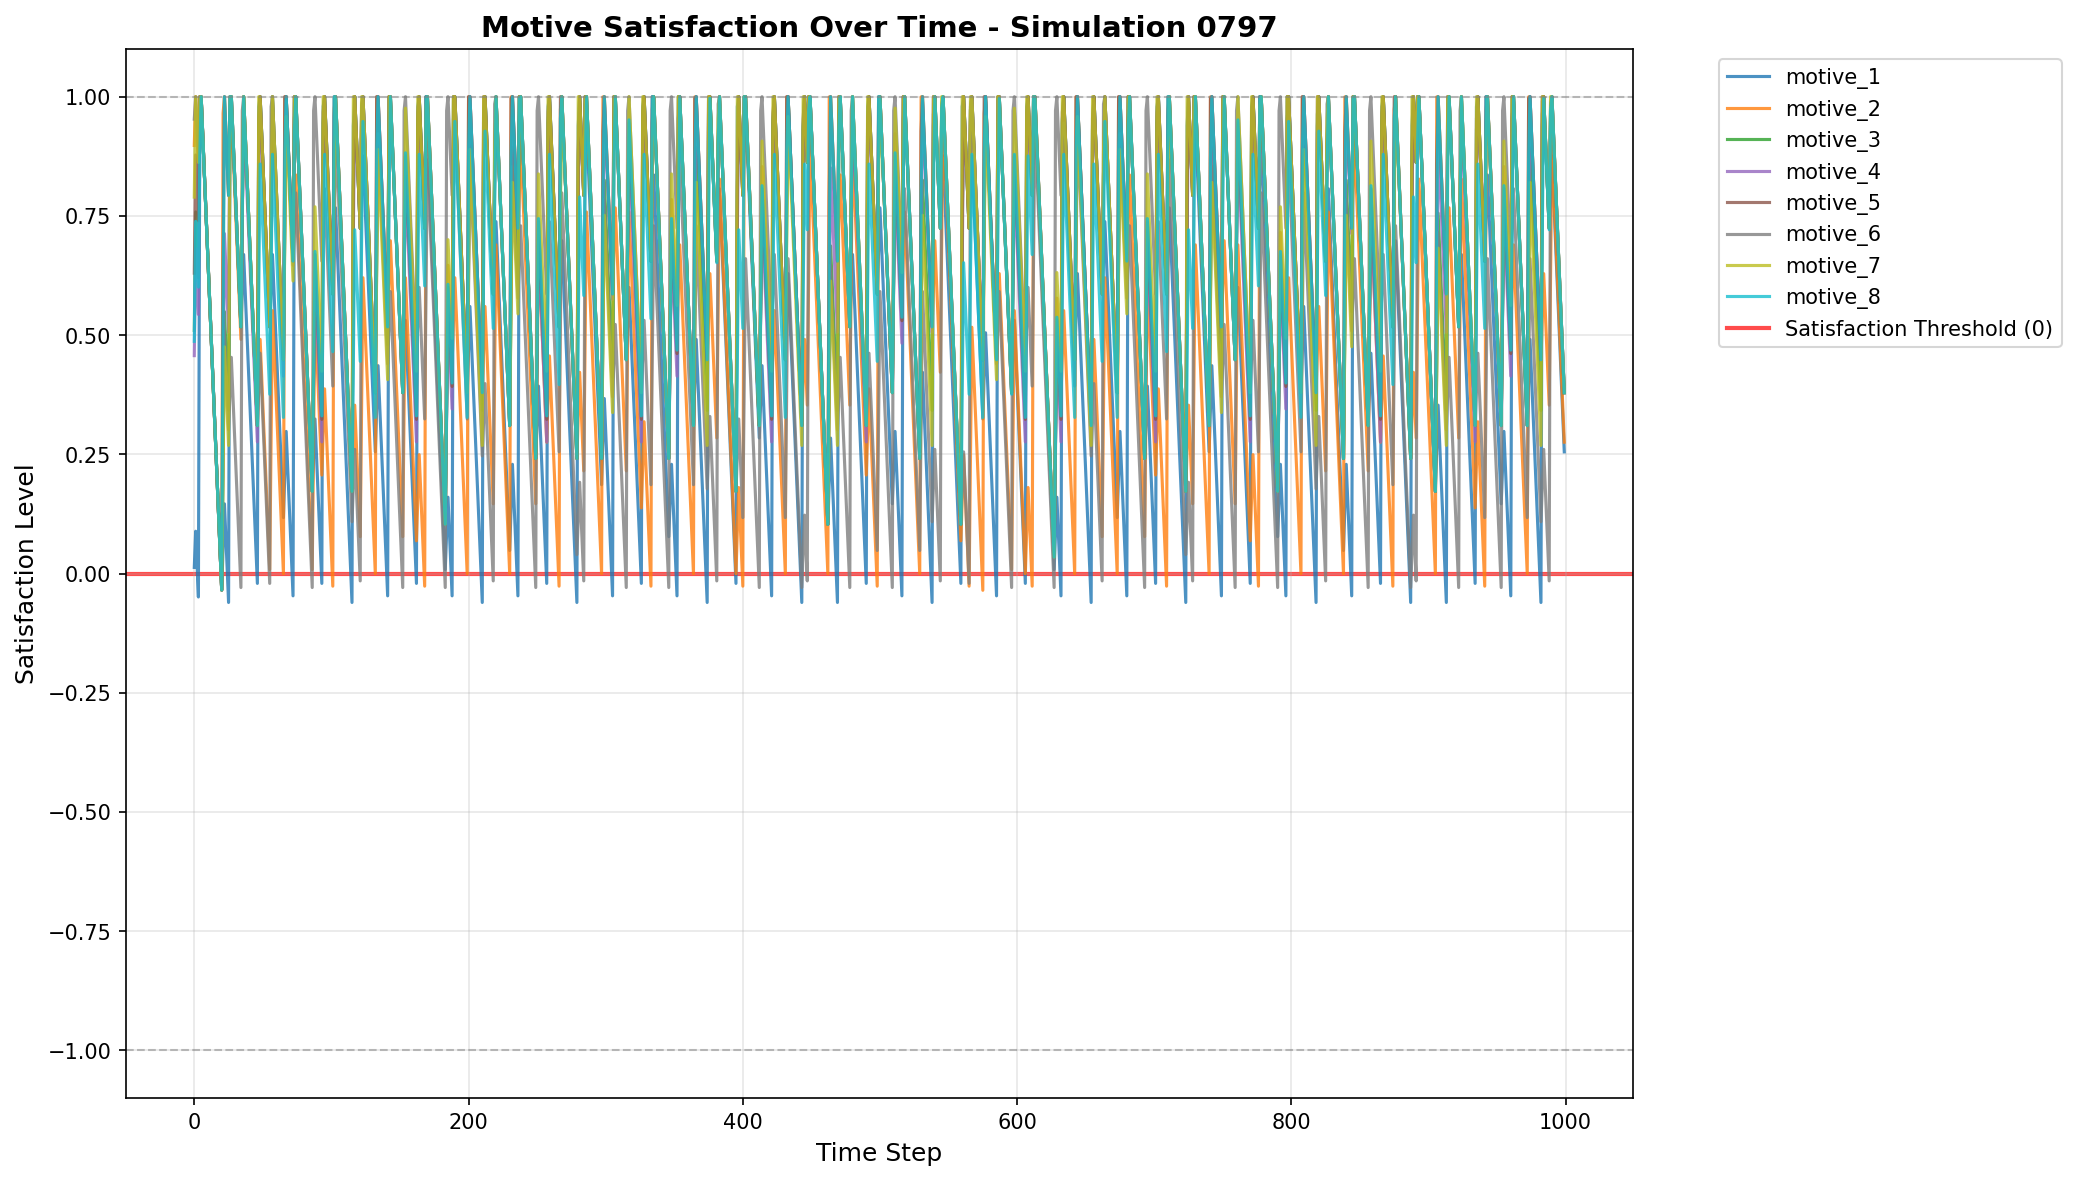 Motive Satisfaction Over Time - Simulation 0797
1.00
0.75
0.50
0.25
0.00
−0.25
−0.50
−0.75
−1.00
Satisfaction Level
0
200
400
600
800
1000
Time Step
motive_1
motive_2
motive_3
motive_4
motive_5
motive_6
motive_7
motive_8
Satisfaction Threshold (0)